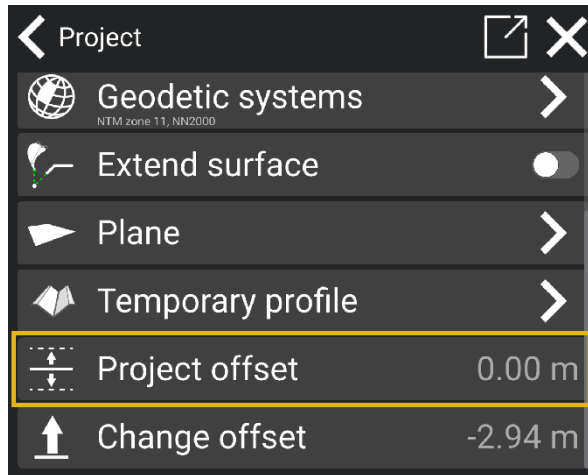 Project
Geodetic systems
NTM zone 11, NN2000
Extend surface
Plane
Temporary profile
Project offset 0.00 m
Change offset -2.94 m